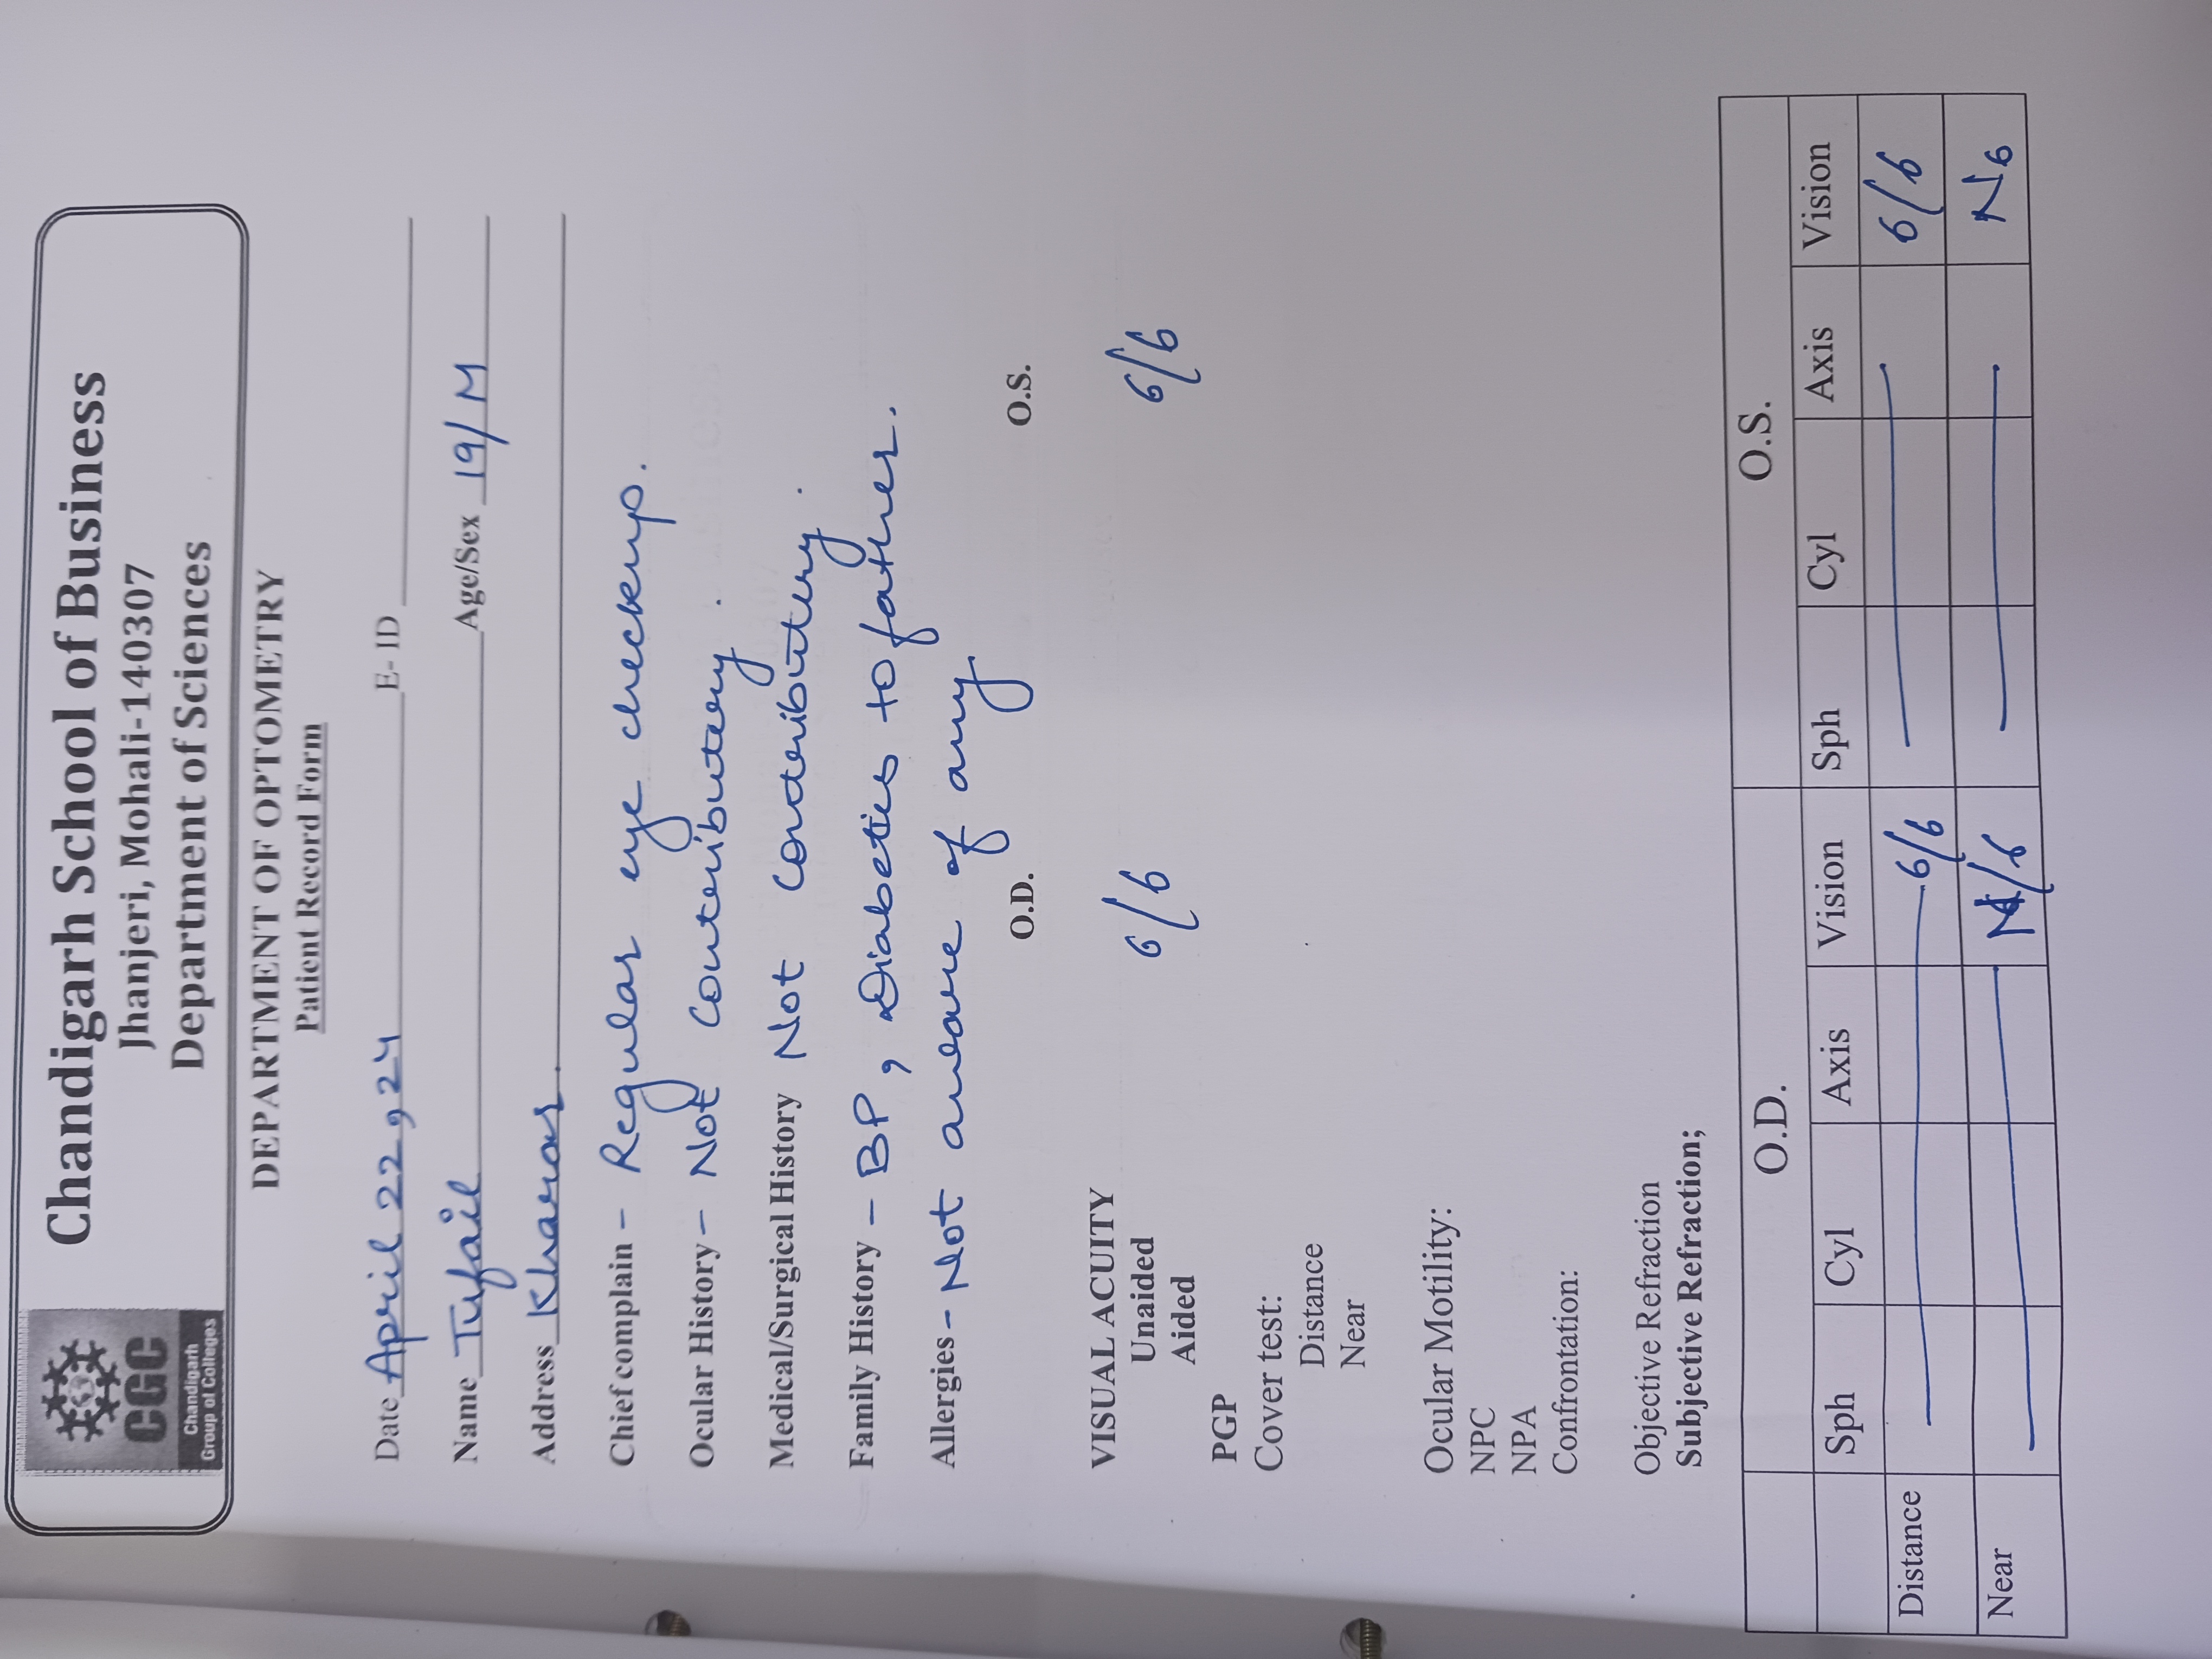 Chandigarh School of Business
Jhanjeri, Mohali-140307
Department of Sciences
CGC
Chandigarh
Group of Colleges
DEPARTMENT OF OPTOMETRY
Patient Record Form
Date April 22, 24 E- ID
Name Tufail Age/Sex 19/M
Address Kharar.
Chief complain - Regular eye checkup.
Ocular History - Not Contributery.
Medical/Surgical History Not Contributery.
Family History - BP, Diabetics to father.
Allergies - Not aware of any
O.D. O.S.
VISUAL ACUITY
Unaided 6/6 6/6
Aided
PGP
Cover test:
Distance
Near
Ocular Motility:
NPC
NPA
Confrontation:
Objective Refraction
Subjective Refraction;
O.D. O.S.
Sph Cyl Axis Vision Sph Cyl Axis Vision
Distance 6/6 6/6
Near N/6 N6